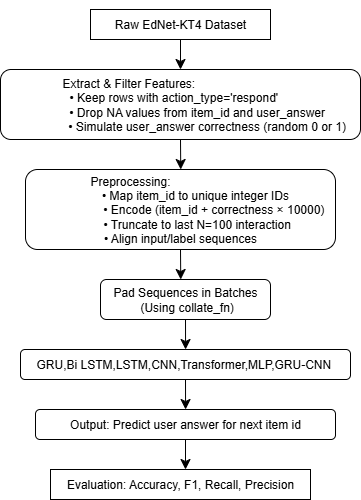 Raw EdNet-KT4 Dataset
Extract & Filter Features:
• Keep rows with action_type='respond'
• Drop NA values from item_id and user_answer
• Simulate user_answer correctness (random 0 or 1)
Preprocessing:
• Map item_id to unique integer IDs
• Encode (item_id + correctness × 10000)
• Truncate to last N=100 interaction
• Align input/label sequences
Pad Sequences in Batches
(Using collate_fn)
GRU,Bi LSTM,LSTM,CNN,Transformer,MLP,GRU-CNN
Output: Predict user answer for next item id
Evaluation: Accuracy, F1, Recall, Precision